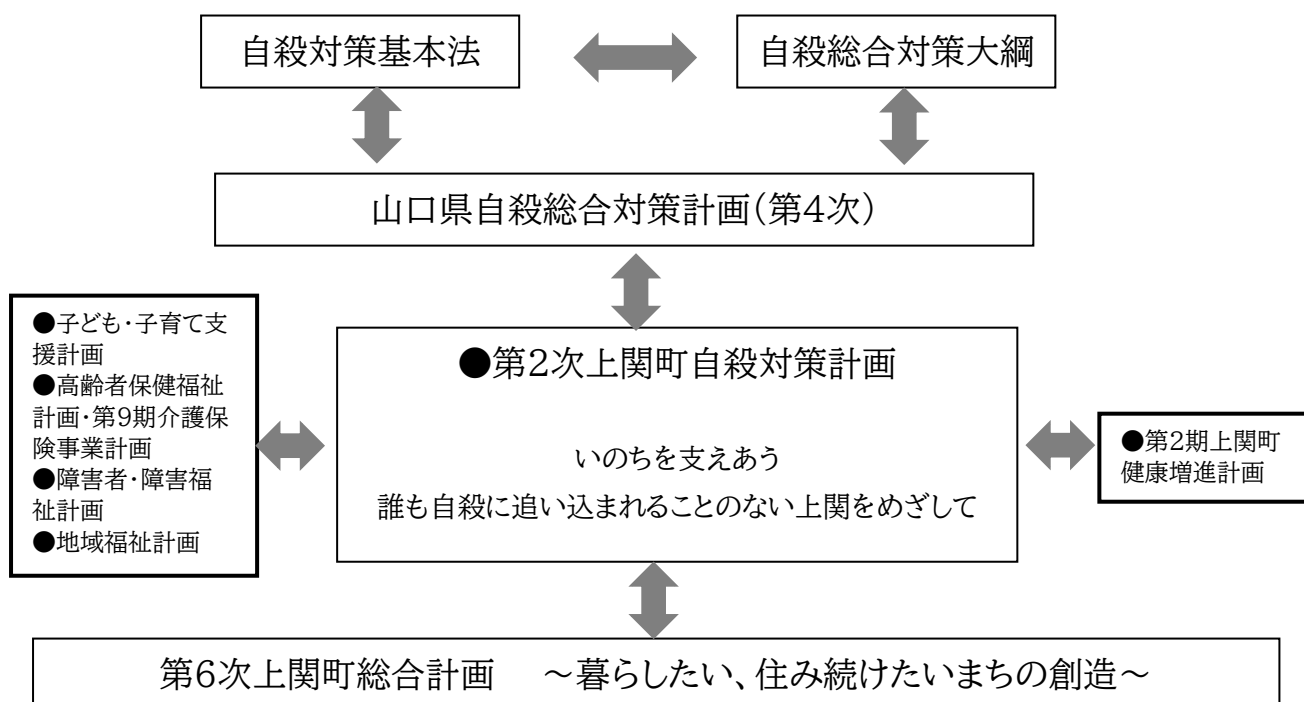 自殺対策基本法
自殺総合対策大綱
山口県自殺総合対策計画(第4次)
●子ども・子育て支
援計画
●高齢者保健福祉
計画・第9期介護保
険事業計画
●障害者・障害福
祉計画
●地域福祉計画
●第2次上関町自殺対策計画
いのちを支えあう
誰も自殺に追い込まれることのない上関をめざして
●第2期上関町
健康増進計画
第6次上関町総合計画 ~暮らしたい、住み続けたいまちの創造~